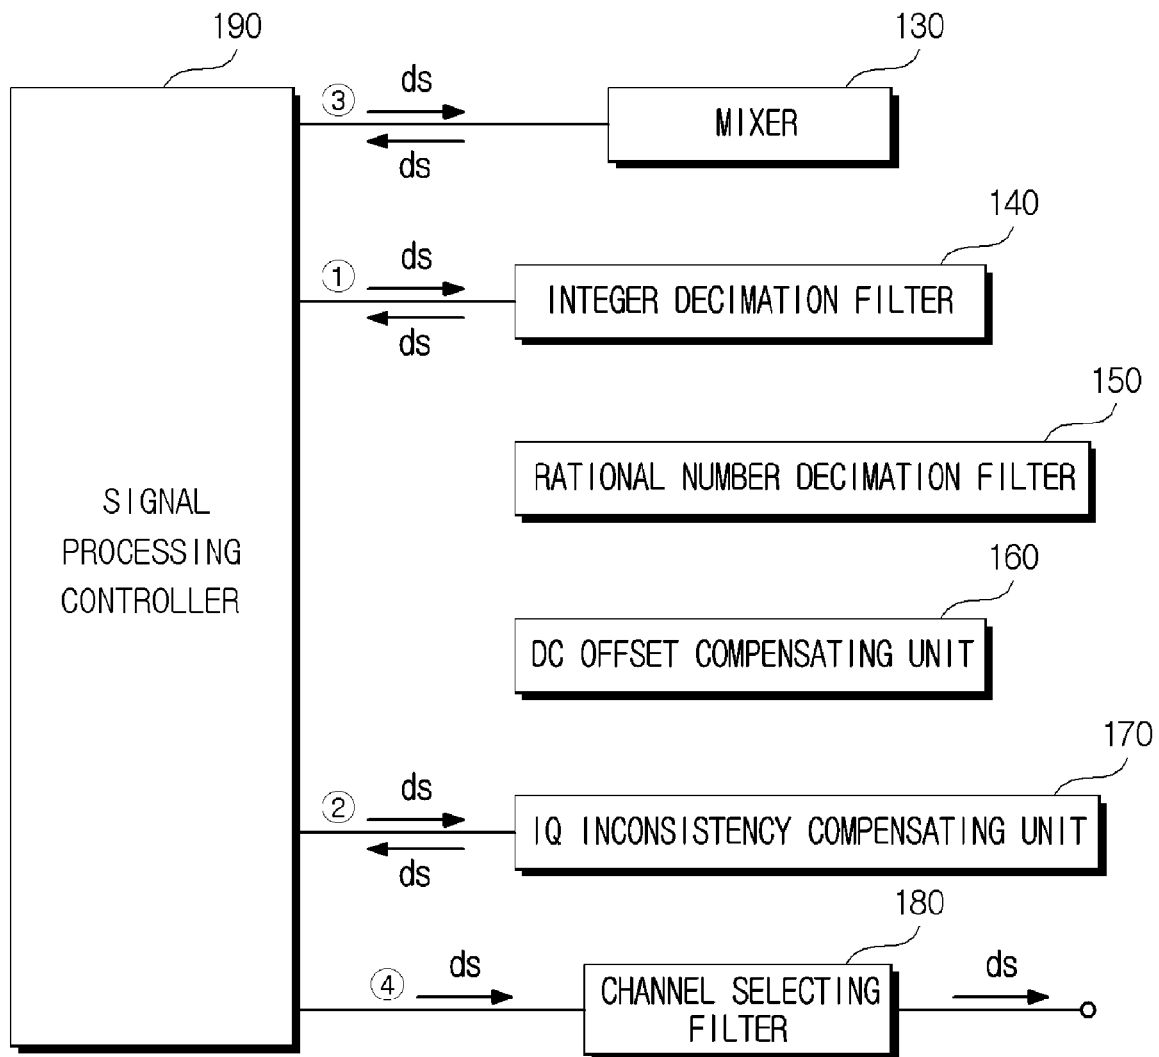 190
130
③
ds
ds
MIXER
140
①
ds
ds
INTEGER DECIMATION FILTER
150
RATIONAL NUMBER DECIMATION FILTER
SIGNAL
PROCESSING
CONTROLLER
160
DC OFFSET COMPENSATING UNIT
170
②
ds
ds
IQ INCONSISTENCY COMPENSATING UNIT
180
④
ds
CHANNEL SELECTING
FILTER
ds